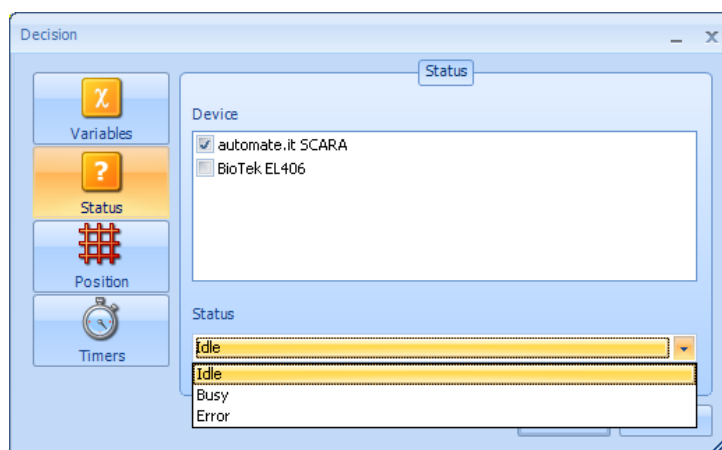 Decision
Status
Variables
Device
automate.it SCARA
BioTek EL406
Status
Position
Status
Timers
Idle
Idle
Busy
Error